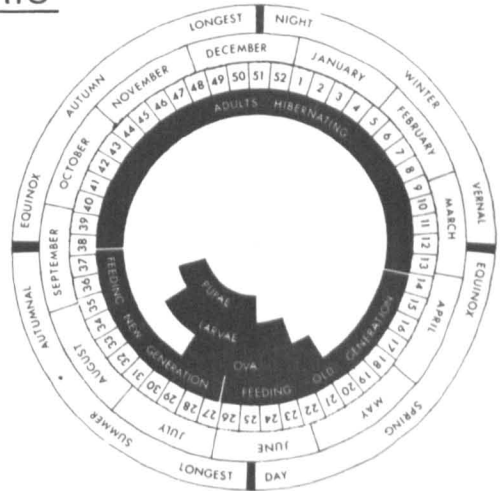 LONGEST NIGHT
WINTER
VERNAL EQUINOX
SPRING
LONGEST DAY
SUMMER
AUTUMNAL EQUINOX
AUTUMN
DECEMBER
JANUARY
FEBRUARY
MARCH
APRIL
MAY
JUNE
JULY
AUGUST
SEPTEMBER
OCTOBER
NOVEMBER
1 2 3 4 5 6 7 8 9 10 11 12 13 14 15 16 17 18 19 20 21 22 23 24 25 26 27 28 29 30 31 32 33 34 35 36 37 38 39 40 41 42 43 44 45 46 47 48 49 50 51 52
ADULTS HIBERNATING
FEEDING OLD GENERATION
FEEDING NEW GENERATION
OVA
LARVAE
PUPAE